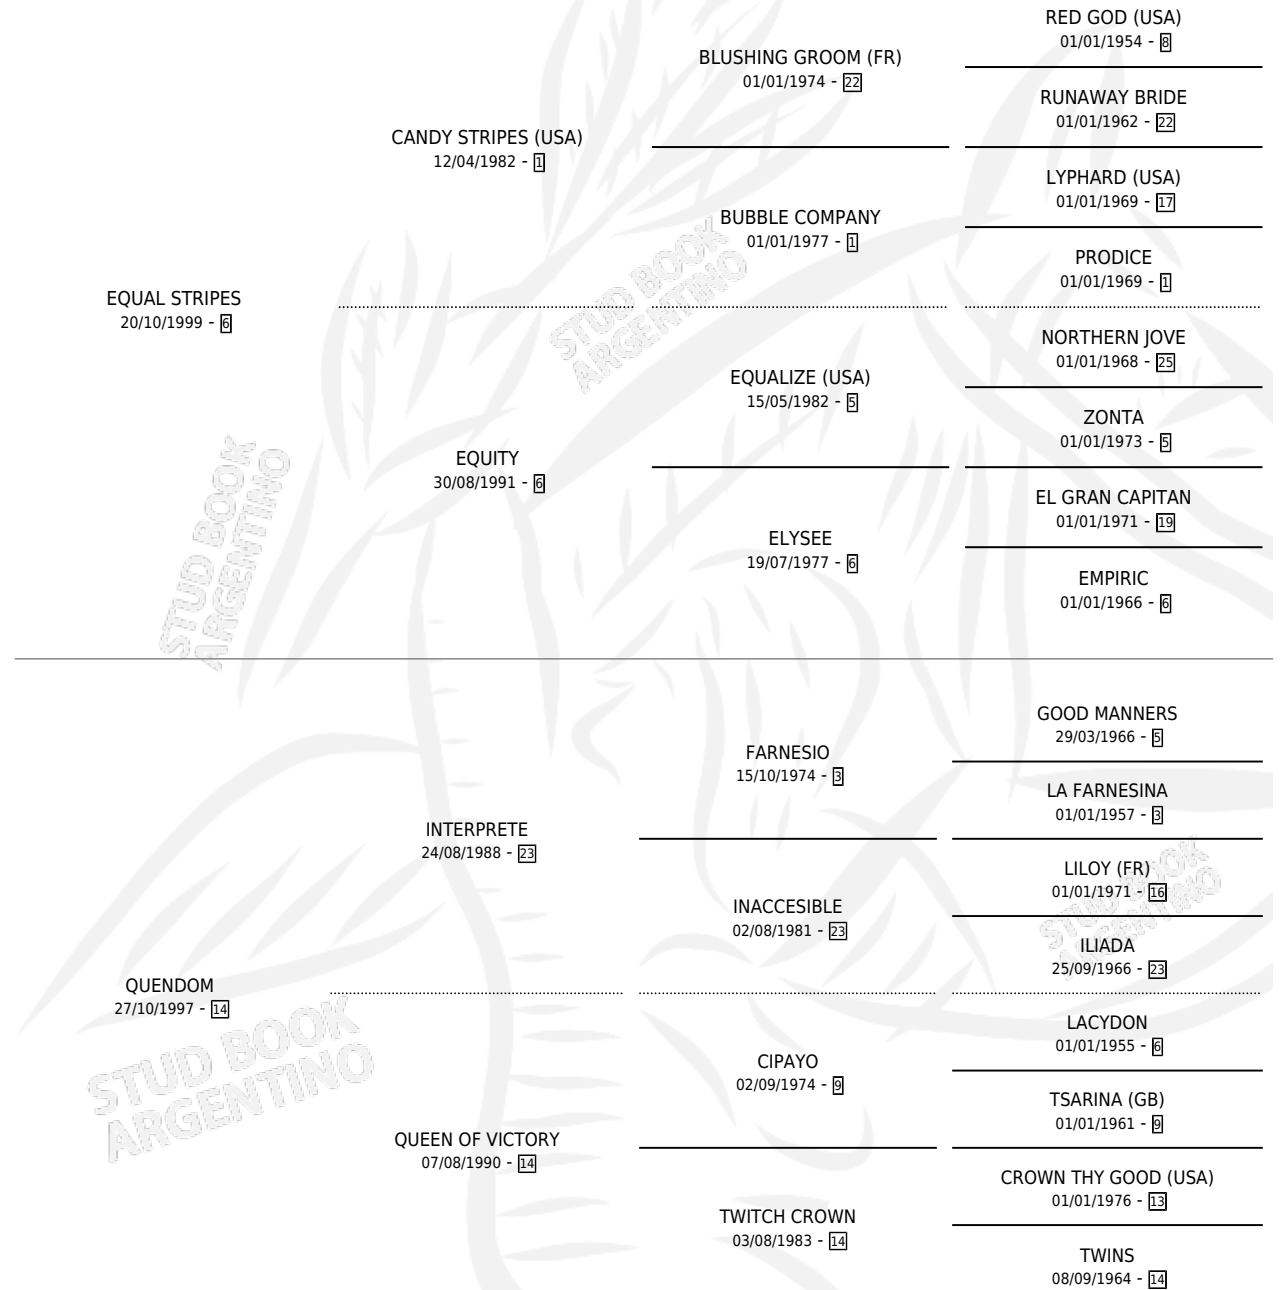 RED GOD (USA)
01/01/1954 - 8
BLUSHING GROOM (FR)
01/01/1974 - 22
RUNAWAY BRIDE
01/01/1962 - 22
CANDY STRIPES (USA)
12/04/1982 - 1
LYPHARD (USA)
01/01/1969 - 17
BUBBLE COMPANY
01/01/1977 - 1
PRODICE
01/01/1969 - 1
EQUAL STRIPES
20/10/1999 - 6
NORTHERN JOVE
01/01/1968 - 25
EQUALIZE (USA)
15/05/1982 - 5
ZONTA
01/01/1973 - 5
EQUITY
30/08/1991 - 6
EL GRAN CAPITAN
01/01/1971 - 19
ELYSEE
19/07/1977 - 6
EMPIRIC
01/01/1966 - 6
STUD BOOK
ARGENTINO
STUD BOOK
ARGENTINO
GOOD MANNERS
29/03/1966 - 5
FARNESIO
15/10/1974 - 3
LA FARNESINA
01/01/1957 - 3
INTERPRETE
24/08/1988 - 23
LILOY (FR)
01/01/1971 - 16
INACCESIBLE
02/08/1981 - 23
ILIADA
25/09/1966 - 23
QUENDOM
27/10/1997 - 14
LACYDON
01/01/1955 - 6
CIPAYO
02/09/1974 - 9
TSARINA (GB)
01/01/1961 - 9
QUEEN OF VICTORY
07/08/1990 - 14
CROWN THY GOOD (USA)
01/01/1976 - 13
TWITCH CROWN
03/08/1983 - 14
TWINS
08/09/1964 - 14
STUD BOOK
ARGENTINO
STUD BOOK
ARGENTINO